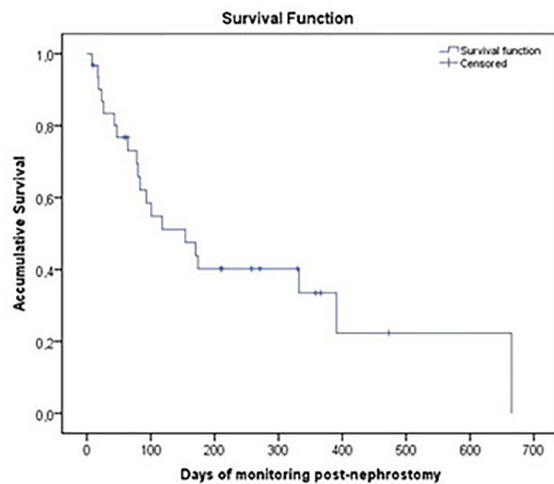 Survival Function
Survival function
Censored
1,0
0,8
0,6
0,4
0,2
0,0
Accumulative Survival
0 100 200 300 400 500 600 700
Days of monitoring post-nephrostomy